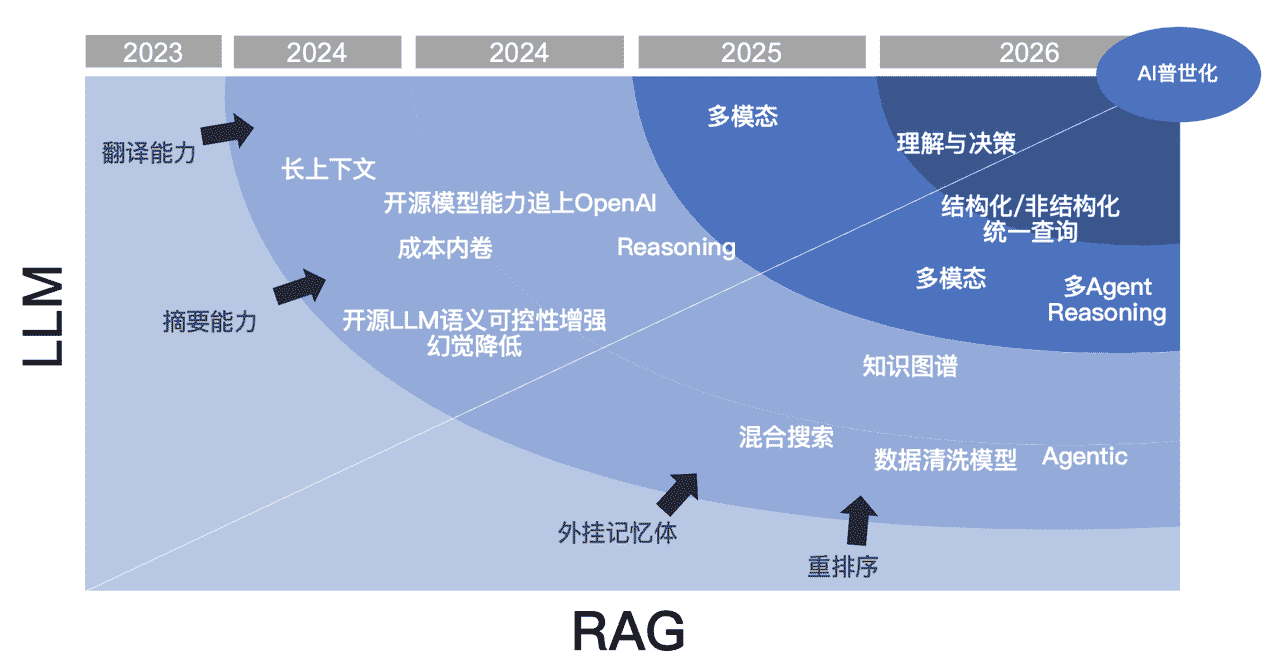 2023
2024
2024
2025
2026
AI普世化
多模态
翻译能力
理解与决策
长上下文
开源模型能力追上OpenAI
结构化/非结构化
统一查询
成本内卷
Reasoning
多模态
多Agent
Reasoning
摘要能力
开源LLM语义可控性增强
幻觉降低
知识图谱
混合搜索
数据清洗模型
Agentic
外挂记忆体
重排序
LLM
RAG